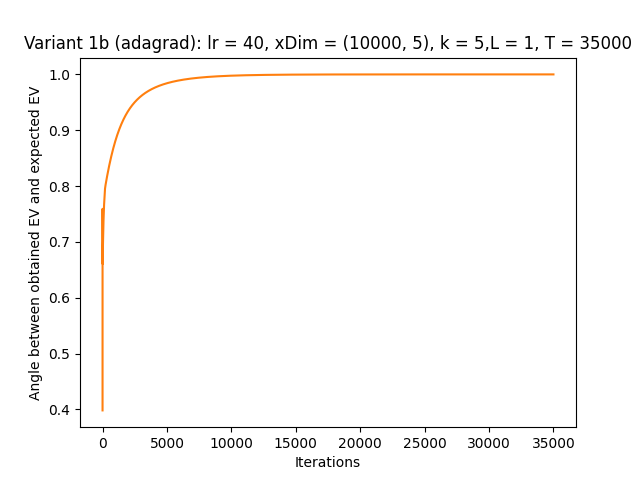 Variant 1b (adagrad): lr = 40, xDim = (10000, 5), k = 5,L = 1, T = 35000
Angle between obtained EV and expected EV
1.0
0.9
0.8
0.7
0.6
0.5
0.4
0 5000 10000 15000 20000 25000 30000 35000
Iterations